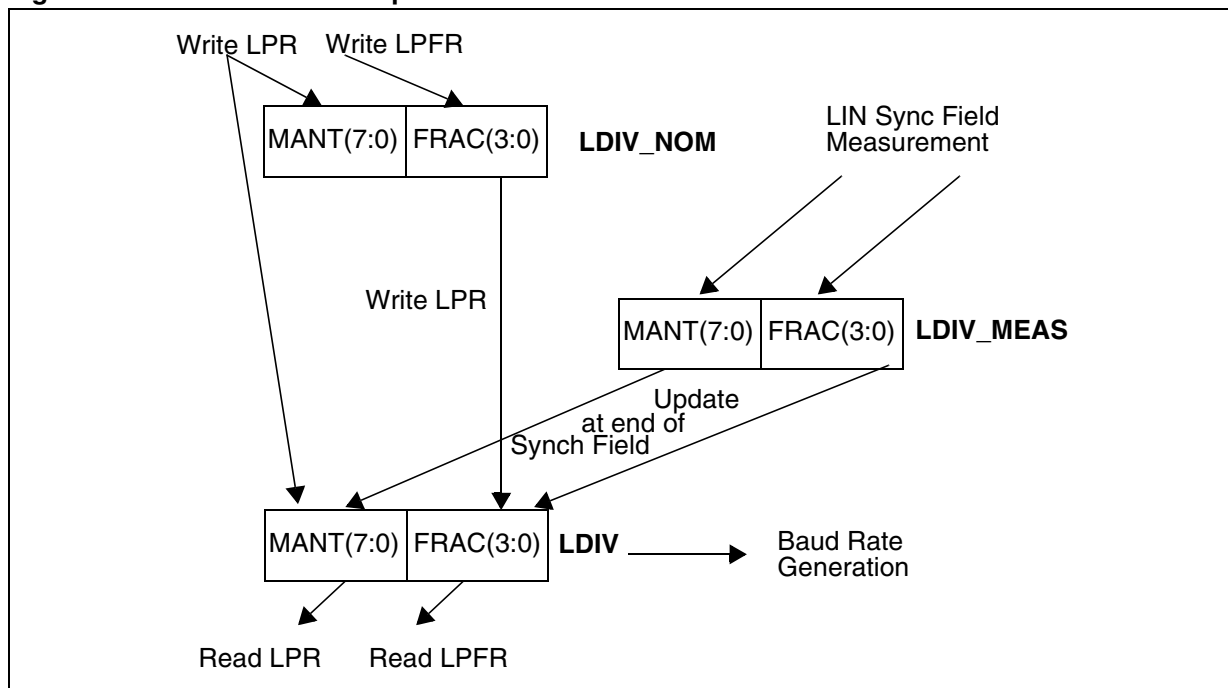 Write LPR Write LPFR
MANT(7:0) FRAC(3:0) LDIV_NOM
LIN Sync Field
Measurement
Write LPR
MANT(7:0) FRAC(3:0) LDIV_MEAS
Update
at end of
Synch Field
MANT(7:0) FRAC(3:0) LDIV
Baud Rate
Generation
Read LPR Read LPFR